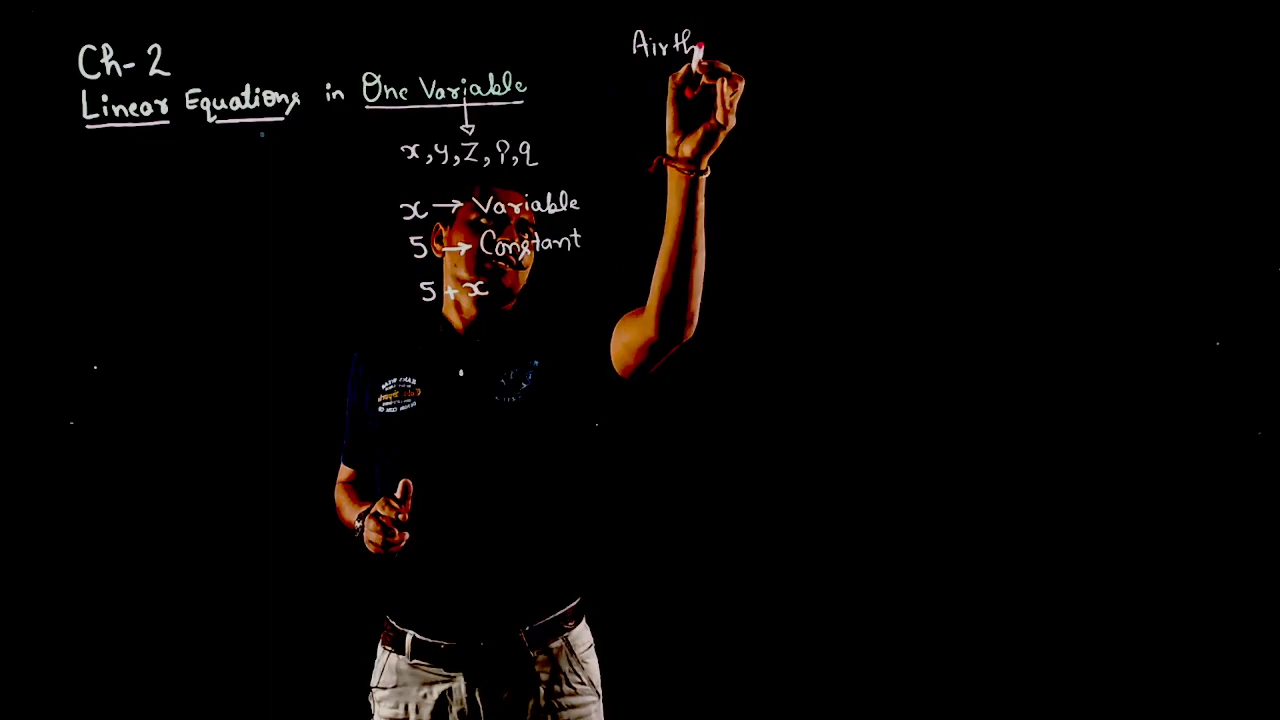 Ch-2
Linear Equations in One Variable
x, y, z, p, q
x → Variable
5 → Constant
5 + x
Airth